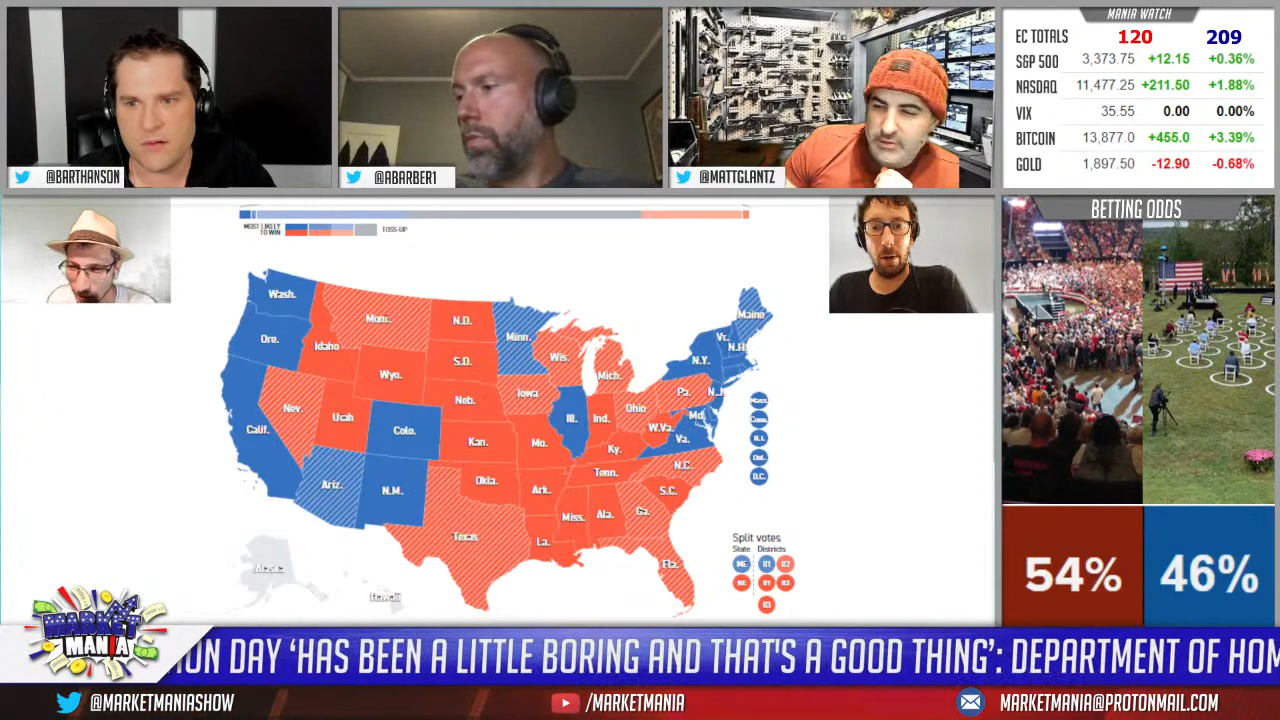 @BARTHANSON
@ABARBER1
@MATTGLANTZ
MANIA WATCH
EC TOTALS 120 209
S&P 500 3,373.75 +12.15 +0.36%
NASDAQ 11,477.25 +211.50 +1.88%
VIX 35.55 0.00 0.00%
BITCOIN 13,877.0 +455.0 +3.39%
GOLD 1,897.50 -12.90 -0.68%
BETTING ODDS
54% 46%
MOST LIKELY
TO WIN
TOSS-UP
Wash.
Ore.
Calif.
Idaho
Nev.
Mont.
Wyo.
Utah
Ariz.
Colo.
N.M.
N.D.
S.D.
Neb.
Kan.
Okla.
Texas
Minn.
Iowa
Mo.
Ark.
La.
Wis.
Ill.
Mich.
Ind.
Ohio
Ky.
Tenn.
Miss.
Ala.
Ga.
Fla.
S.C.
N.C.
Va.
W.Va.
Md
Pa.
N.J.
N.Y.
Vt.
N.H.
Maine
Mass.
Conn.
R.I.
Del.
D.C.
Alaska
Hawaii
Split votes
State Districts
ME 01 02
NE 01 02
03
MARKET
MANIA
ION DAY ‘HAS BEEN A LITTLE BORING AND THAT'S A GOOD THING’: DEPARTMENT OF HOM
@MARKETMANIASHOW
/MARKETMANIA
MARKETMANIA@PROTONMAIL.COM